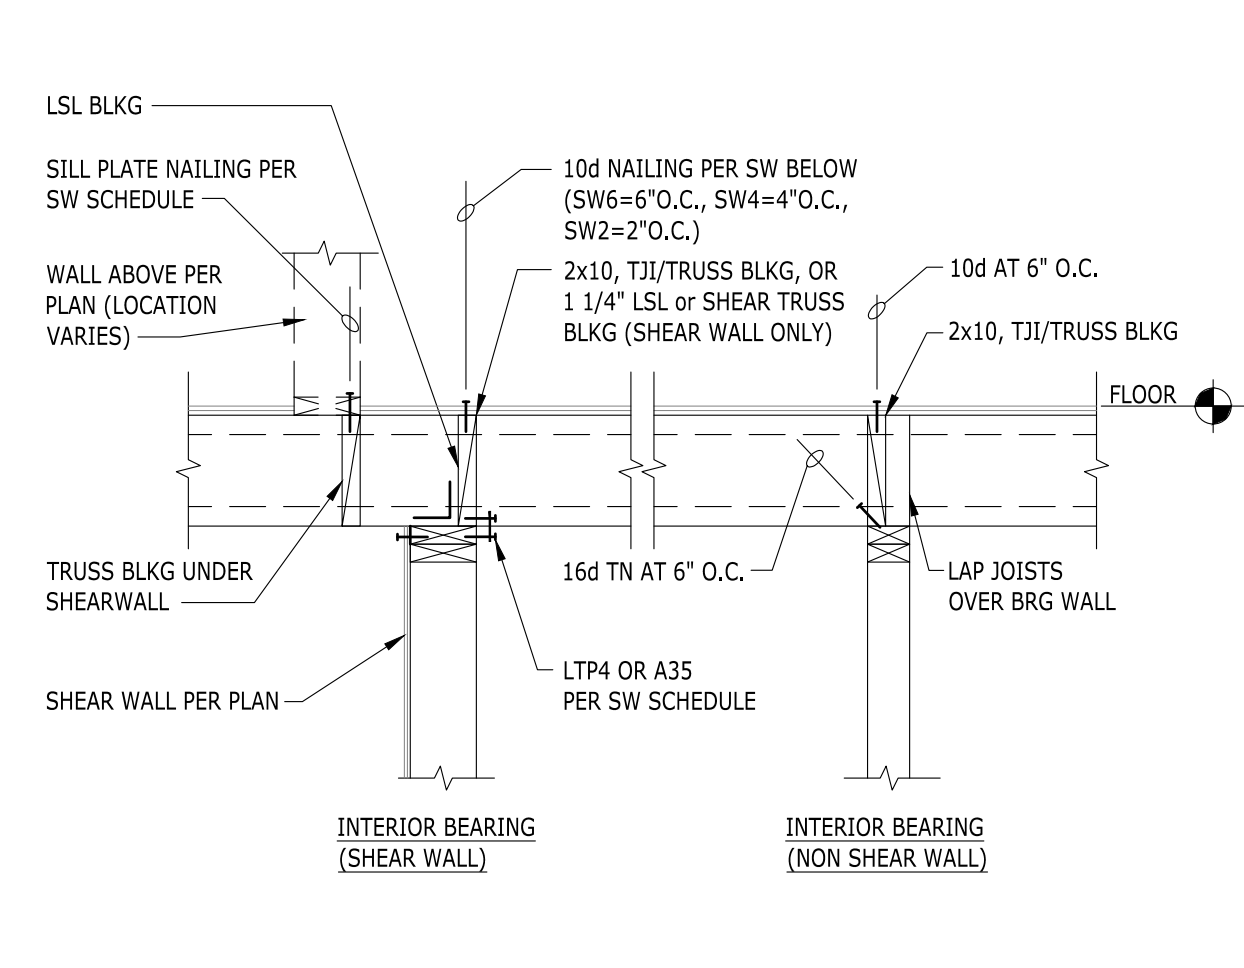 LSL BLKG
SILL PLATE NAILING PER
SW SCHEDULE
WALL ABOVE PER
PLAN (LOCATION
VARIES)
10d NAILING PER SW BELOW
(SW6=6"O.C., SW4=4"O.C.,
SW2=2"O.C.)
2x10, TJI/TRUSS BLKG, OR
1 1/4" LSL or SHEAR TRUSS
BLKG (SHEAR WALL ONLY)
10d AT 6" O.C.
2x10, TJI/TRUSS BLKG
FLOOR
TRUSS BLKG UNDER
SHEARWALL
SHEAR WALL PER PLAN
16d TN AT 6" O.C.
LTP4 OR A35
PER SW SCHEDULE
LAP JOISTS
OVER BRG WALL
INTERIOR BEARING
(SHEAR WALL)
INTERIOR BEARING
(NON SHEAR WALL)